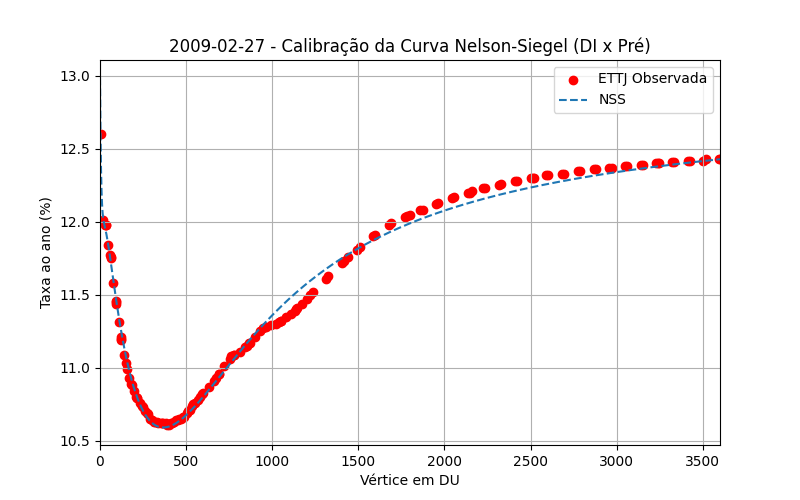 2009-02-27 - Calibração da Curva Nelson-Siegel (DI x Pré)
ETTJ Observada
NSS
Taxa ao ano (%)
13.0
12.5
12.0
11.5
11.0
10.5
0 500 1000 1500 2000 2500 3000 3500
Vértice em DU